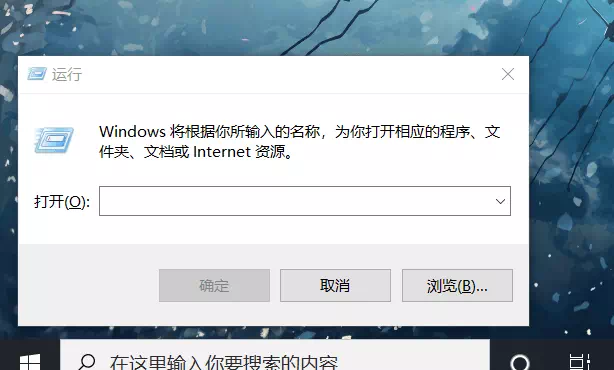 运行
Windows 将根据你所输入的名称，为你打开相应的程序、文
件夹、文档或 Internet 资源。
打开(O):
确定 取消 浏览(B)...
在这里输入你要搜索的内容